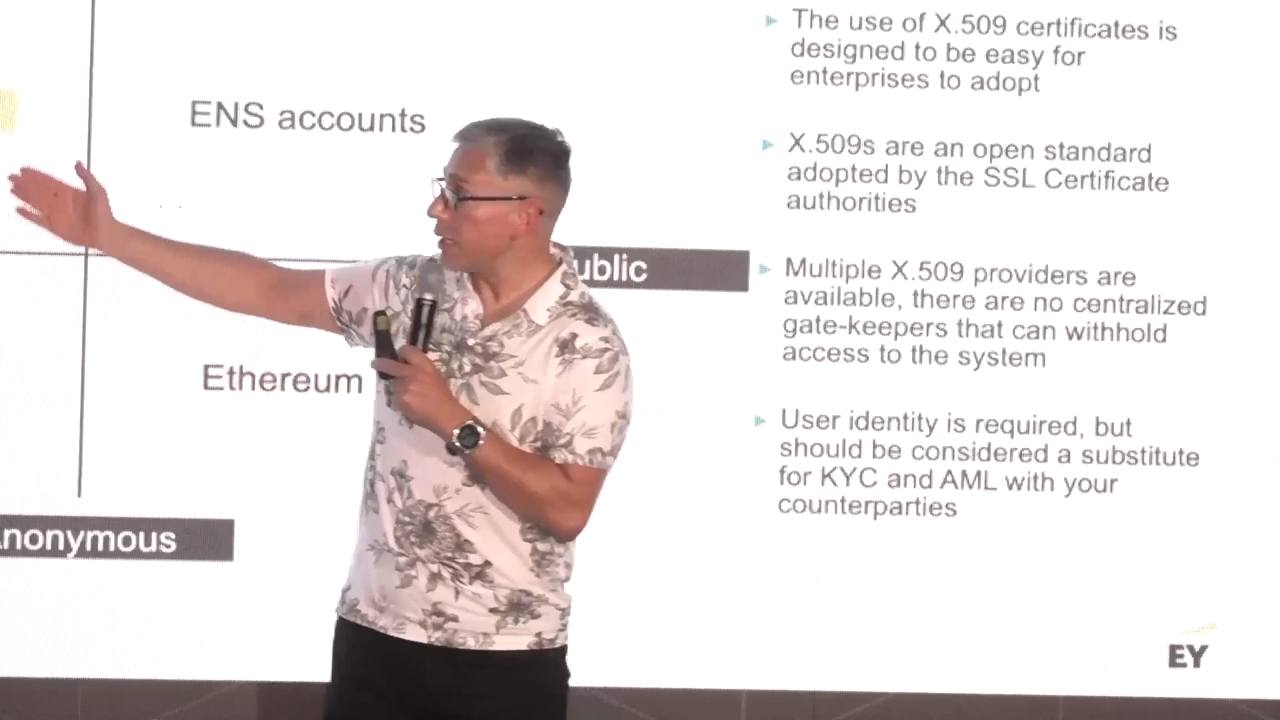 ENS accounts
ublic
Ethereum
nonymous
The use of X.509 certificates is
designed to be easy for
enterprises to adopt
X.509s are an open standard
adopted by the SSL Certificate
authorities
Multiple X.509 providers are
available, there are no centralized
gate-keepers that can withhold
access to the system
User identity is required, but
should be considered a substitute
for KYC and AML with your
counterparties
EY